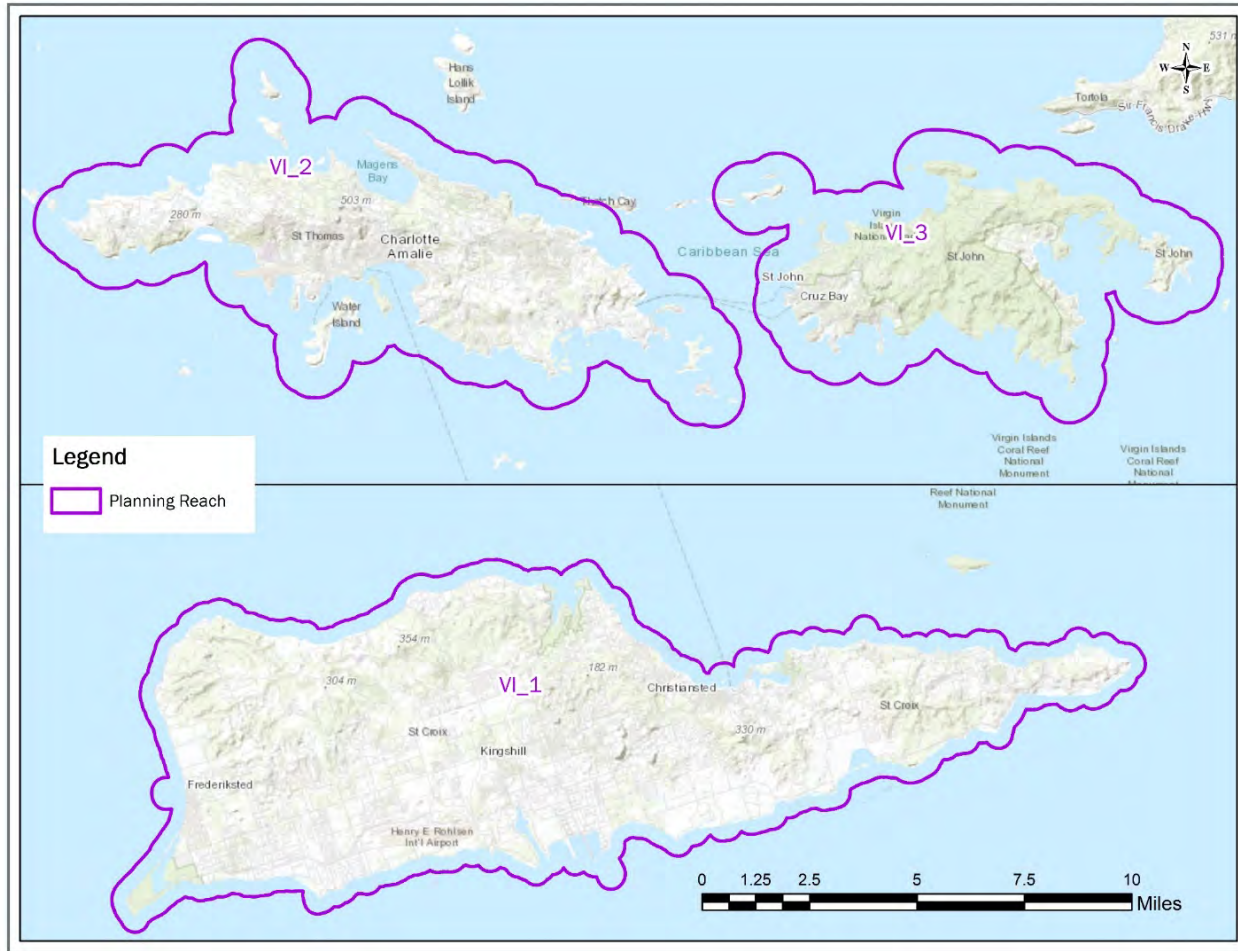 531 m
N
W E
S
Hans
Lollik
Island
Tortola
Sir Francis Drake Hwy
VI_2
Magens
Bay
503 m
280 m
St Thomas
Charlotte
Amalie
Thatch Cay
Virgin
VI_3
Caribbean Sea
St John
St John
St John
Cruz Bay
Water
Island
Virgin Islands
Coral Reef
National
Monument
Virgin Islands
Coral Reef
National
Legend
Planning Reach
Reef National
Monument
354 m
182 m
304 m
VI_1
Christiansted
St Croix
St Croix
330 m
Kingshill
Frederiksted
Henry E Rohlsen
Int'l Airport
0 1.25 2.5 5 7.5 10
Miles